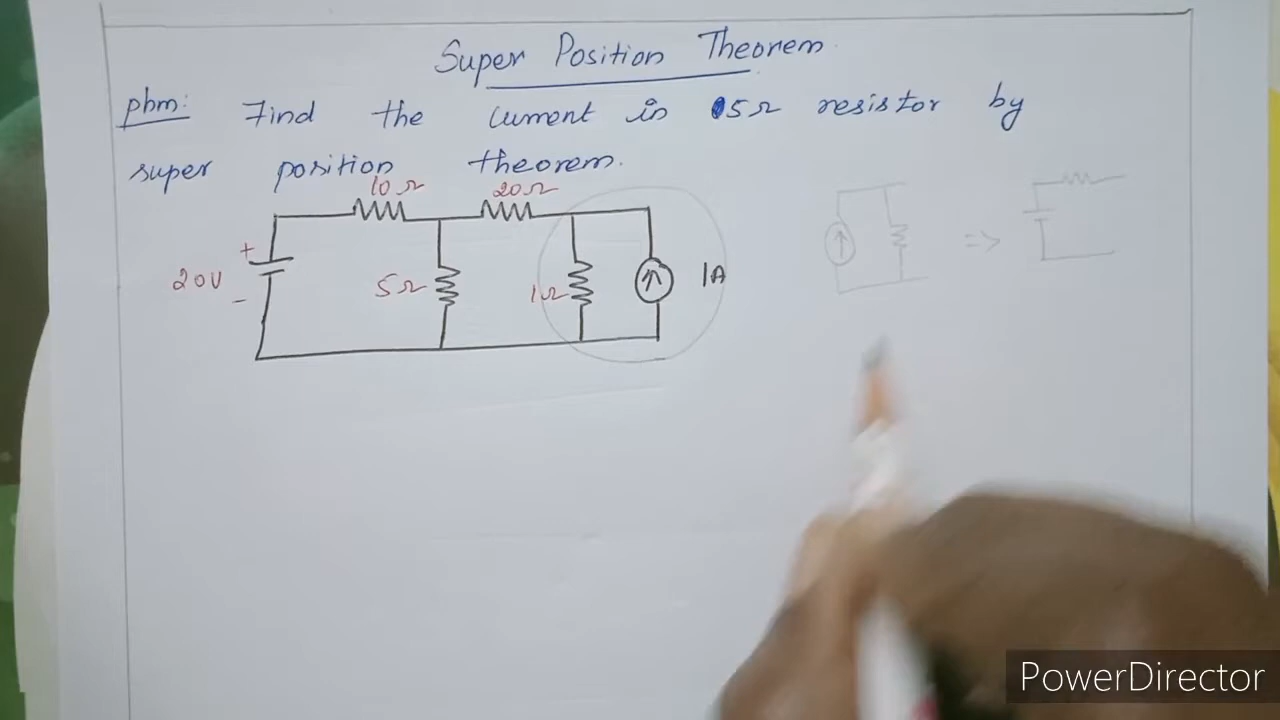 Super Position Theorem
pbm: Find the current in 5Ω resistor by
super position theorem.
10Ω 20Ω
+
20V 5Ω 1Ω 1A
-
=>
PowerDirector